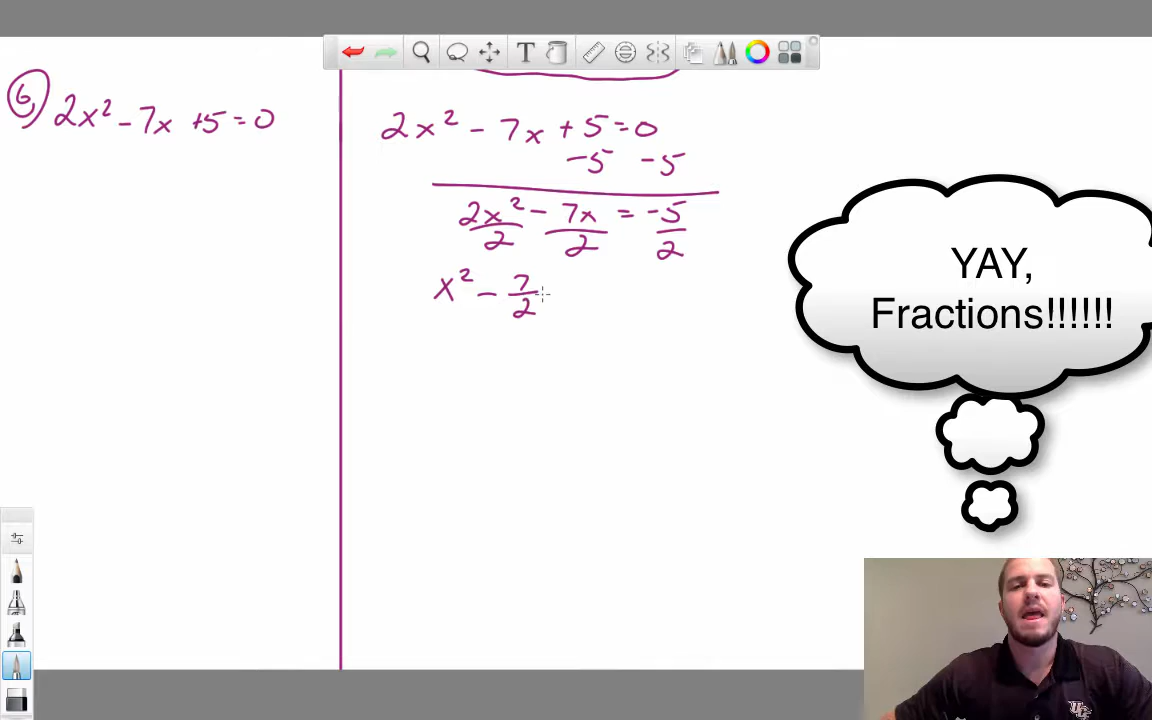 ⑥ 2x² - 7x +5 = 0
2x² - 7x + 5 = 0
-5 -5
2x²/2 - 7x/2 = -5/2
x² - 7/2
YAY,
Fractions!!!!!!
T